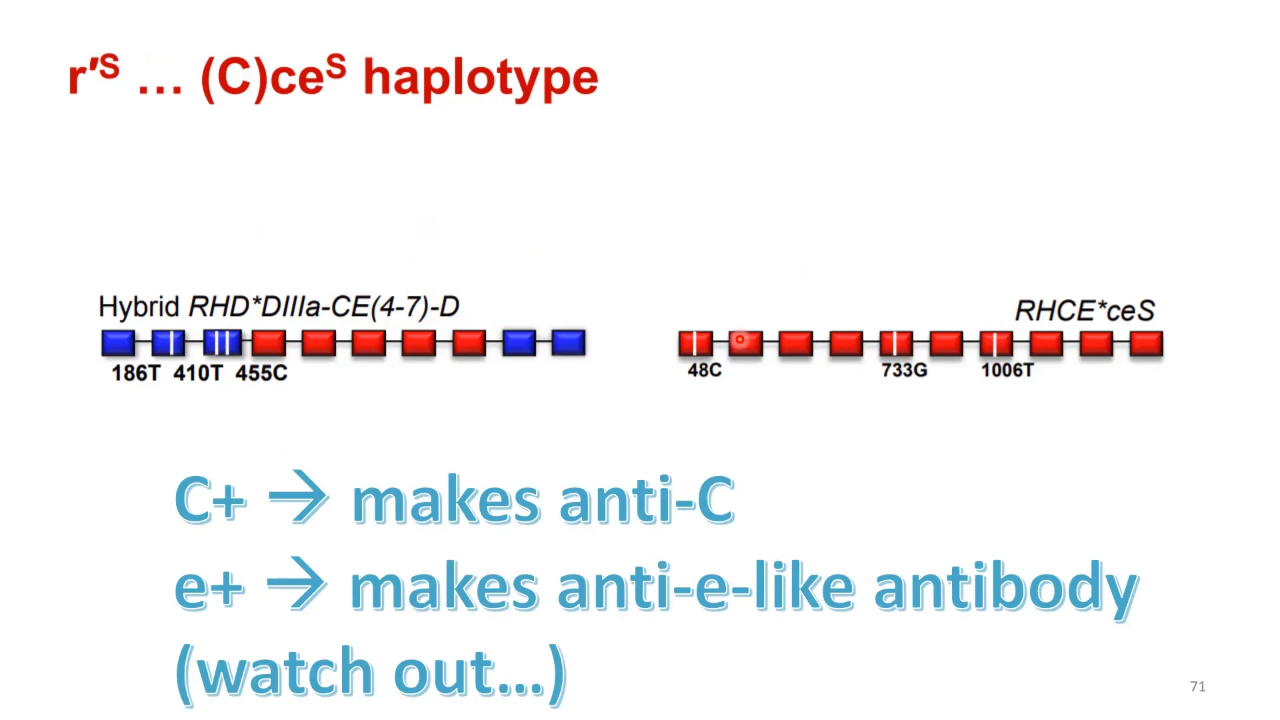 r′ˢ … (C)ceˢ haplotype
Hybrid RHD*DIIIa-CE(4-7)-D
RHCE*ceS
186T 410T 455C
48C 733G 1006T
C+ → makes anti-C
e+ → makes anti-e-like antibody
(watch out…)
71